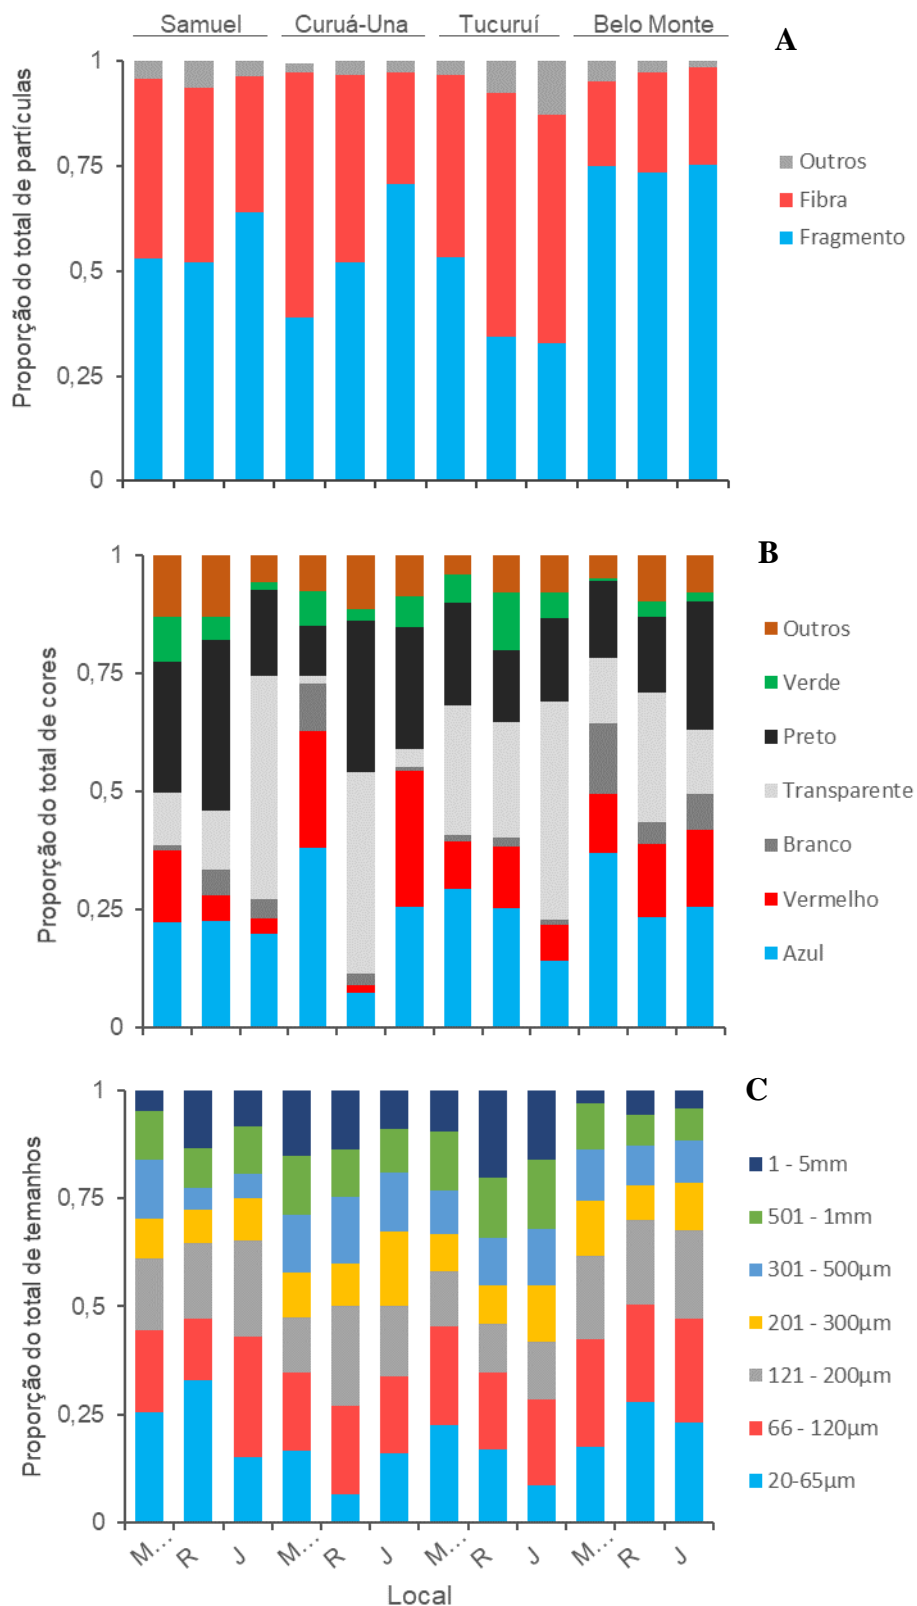 Samuel Curuá-Una Tucuruí Belo Monte
A
Proporção do total de partículas
1
0,75
0,5
0,25
0
Outros
Fibra
Fragmento
B
Proporção do total de cores
1
0,75
0,5
0,25
0
Outros
Verde
Preto
Transparente
Branco
Vermelho
Azul
C
Proporção do total de temanhos
1
0,75
0,5
0,25
0
1 - 5mm
501 - 1mm
301 - 500µm
201 - 300µm
121 - 200µm
66 - 120µm
20-65µm
M... R J M... R J M... R J M... R J
Local